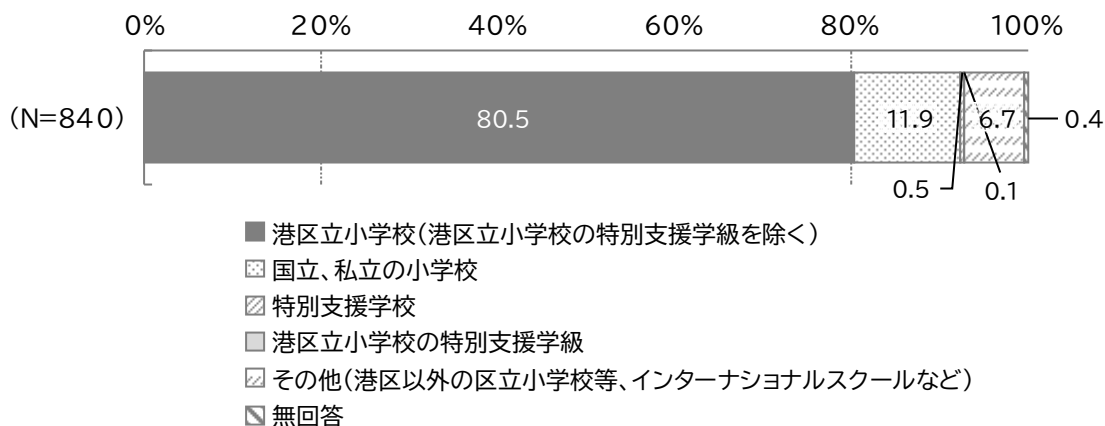 0% 20% 40% 60% 80% 100%
(N=840) 80.5 11.9 6.7 0.4
0.5 0.1
港区立小学校(港区立小学校の特別支援学級を除く)
国立、私立の小学校
特別支援学校
港区立小学校の特別支援学級
その他(港区以外の区立小学校等、インターナショナルスクールなど)
無回答